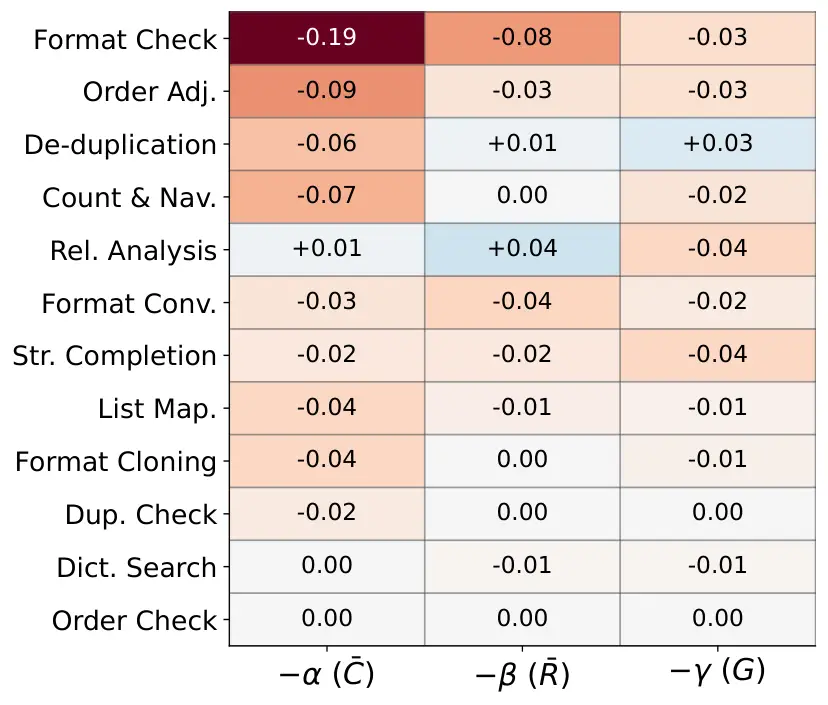 Format Check -0.19 -0.08 -0.03
Order Adj. -0.09 -0.03 -0.03
De-duplication -0.06 +0.01 +0.03
Count & Nav. -0.07 0.00 -0.02
Rel. Analysis +0.01 +0.04 -0.04
Format Conv. -0.03 -0.04 -0.02
Str. Completion -0.02 -0.02 -0.04
List Map. -0.04 -0.01 -0.01
Format Cloning -0.04 0.00 -0.01
Dup. Check -0.02 0.00 0.00
Dict. Search 0.00 -0.01 -0.01
Order Check 0.00 0.00 0.00
−α (C̄) −β (R̄) −γ (G)